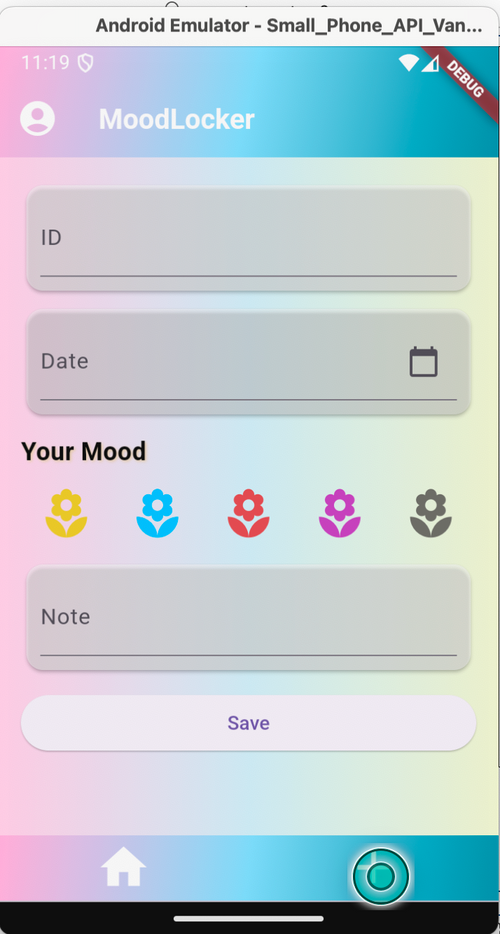 Android Emulator - Small_Phone_API_Van...
11:19
DEBUG
MoodLocker
ID
Date
Your Mood
Note
Save